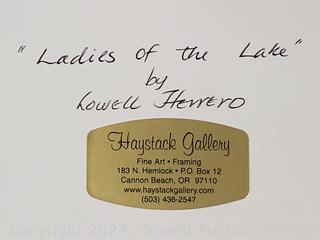 "Ladies of the Lake"
by
Lowell Herrero
Haystack Gallery
Fine Art • Framing
183 N. Hemlock • P.O. Box 12
Cannon Beach, OR 97110
www.haystackgallery.com
(503) 436-2547
Copyright 2024 / Sound Auction Service